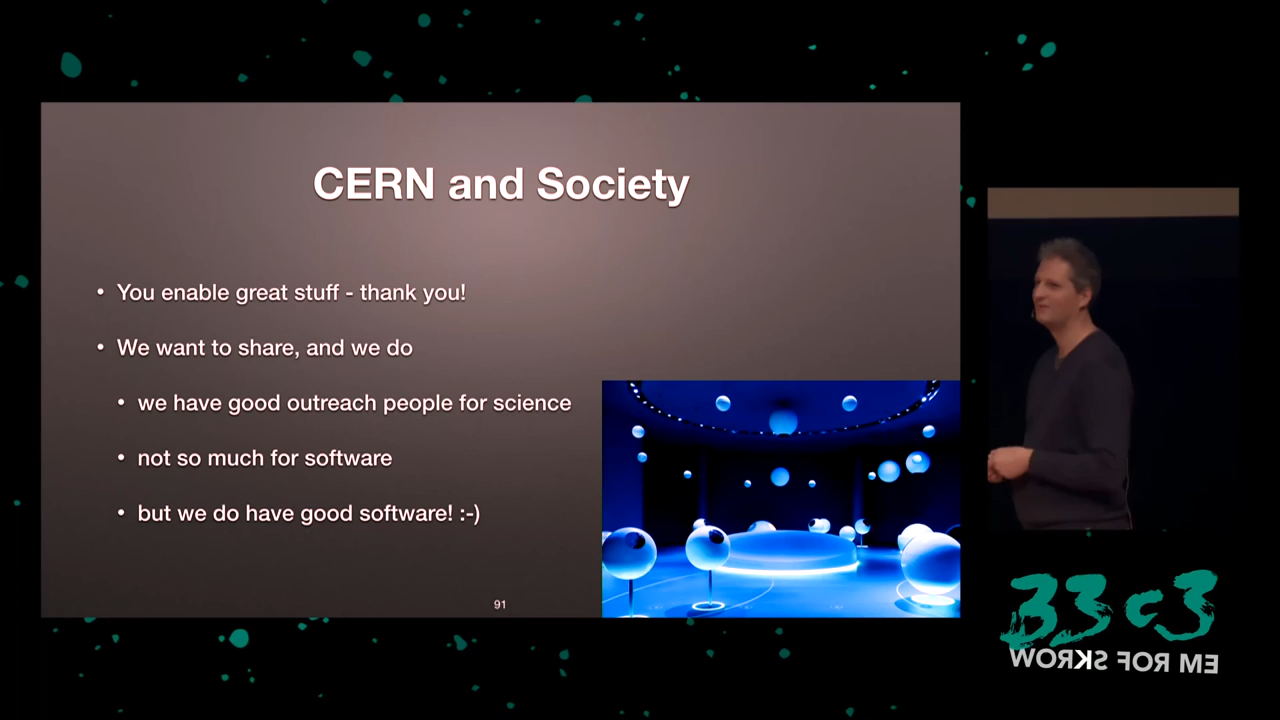 CERN and Society
• You enable great stuff - thank you!
• We want to share, and we do
• we have good outreach people for science
• not so much for software
• but we do have good software! :-)
91
33c3
WORKS FOR ME